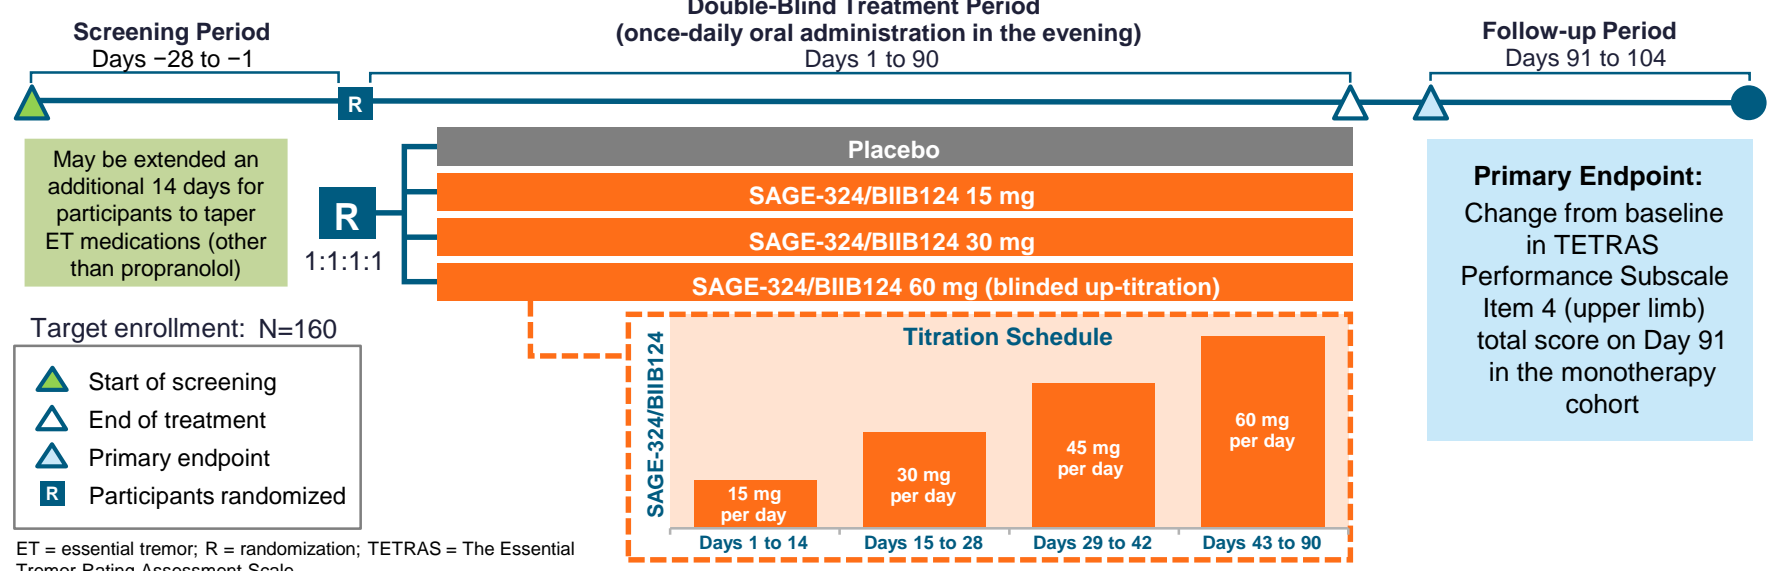 Double-Blind Treatment Period
(once-daily oral administration in the evening)
Days 1 to 90
Screening Period
Days −28 to −1
Follow-up Period
Days 91 to 104
R
May be extended an
additional 14 days for
participants to taper
ET medications (other
than propranolol)
R
1:1:1:1
Placebo
SAGE-324/BIIB124 15 mg
SAGE-324/BIIB124 30 mg
SAGE-324/BIIB124 60 mg (blinded up-titration)
Primary Endpoint:
Change from baseline
in TETRAS
Performance Subscale
Item 4 (upper limb)
total score on Day 91
in the monotherapy
cohort
Target enrollment: N=160
Start of screening
End of treatment
Primary endpoint
R Participants randomized
Titration Schedule
SAGE-324/BIIB124
15 mg
per day
30 mg
per day
45 mg
per day
60 mg
per day
Days 1 to 14
Days 15 to 28
Days 29 to 42
Days 43 to 90
ET = essential tremor; R = randomization; TETRAS = The Essential
Tremor Rating Assessment Scale